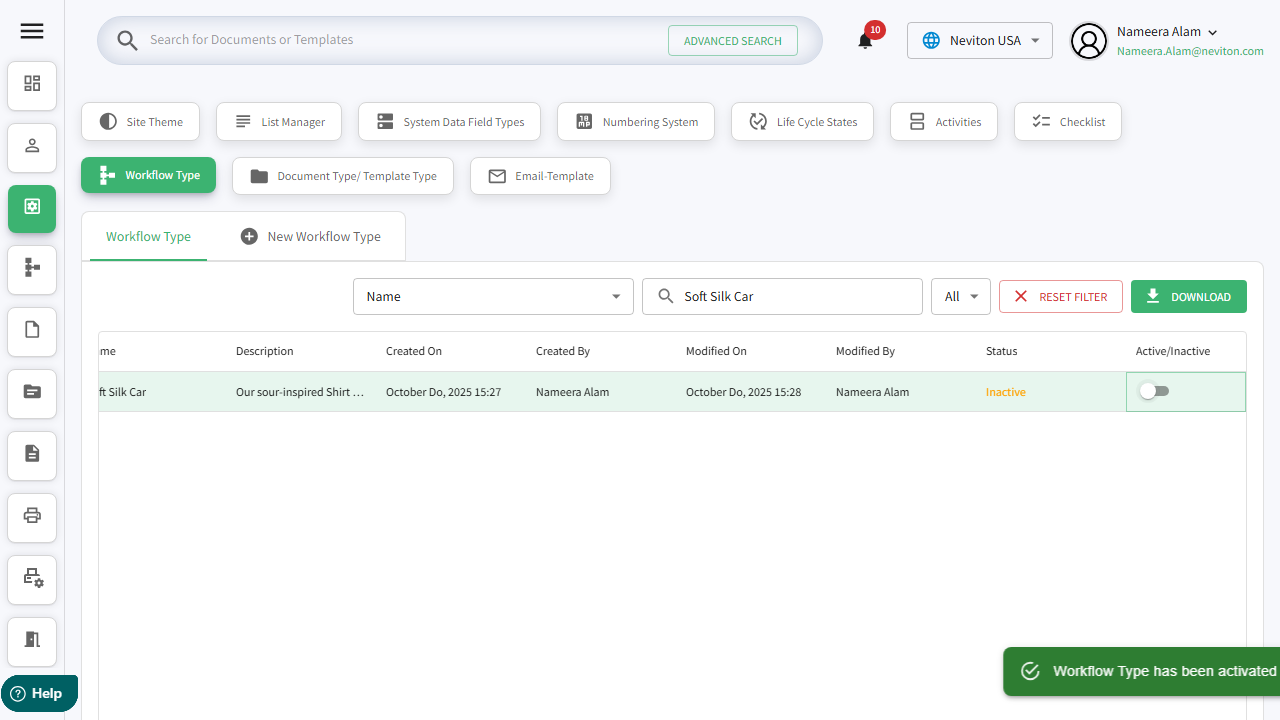 Search for Documents or Templates
ADVANCED SEARCH
10
Neviton USA
Nameera Alam
Nameera.Alam@neviton.com
Site Theme
List Manager
System Data Field Types
Numbering System
Life Cycle States
Activities
Checklist
Workflow Type
Document Type/ Template Type
Email-Template
Workflow Type
New Workflow Type
Name
Soft Silk Car
All
RESET FILTER
DOWNLOAD
me Description Created On Created By Modified On Modified By Status Active/Inactive
ft Silk Car Our sour-inspired Shirt ... October Do, 2025 15:27 Nameera Alam October Do, 2025 15:28 Nameera Alam Inactive
Workflow Type has been activated
Help